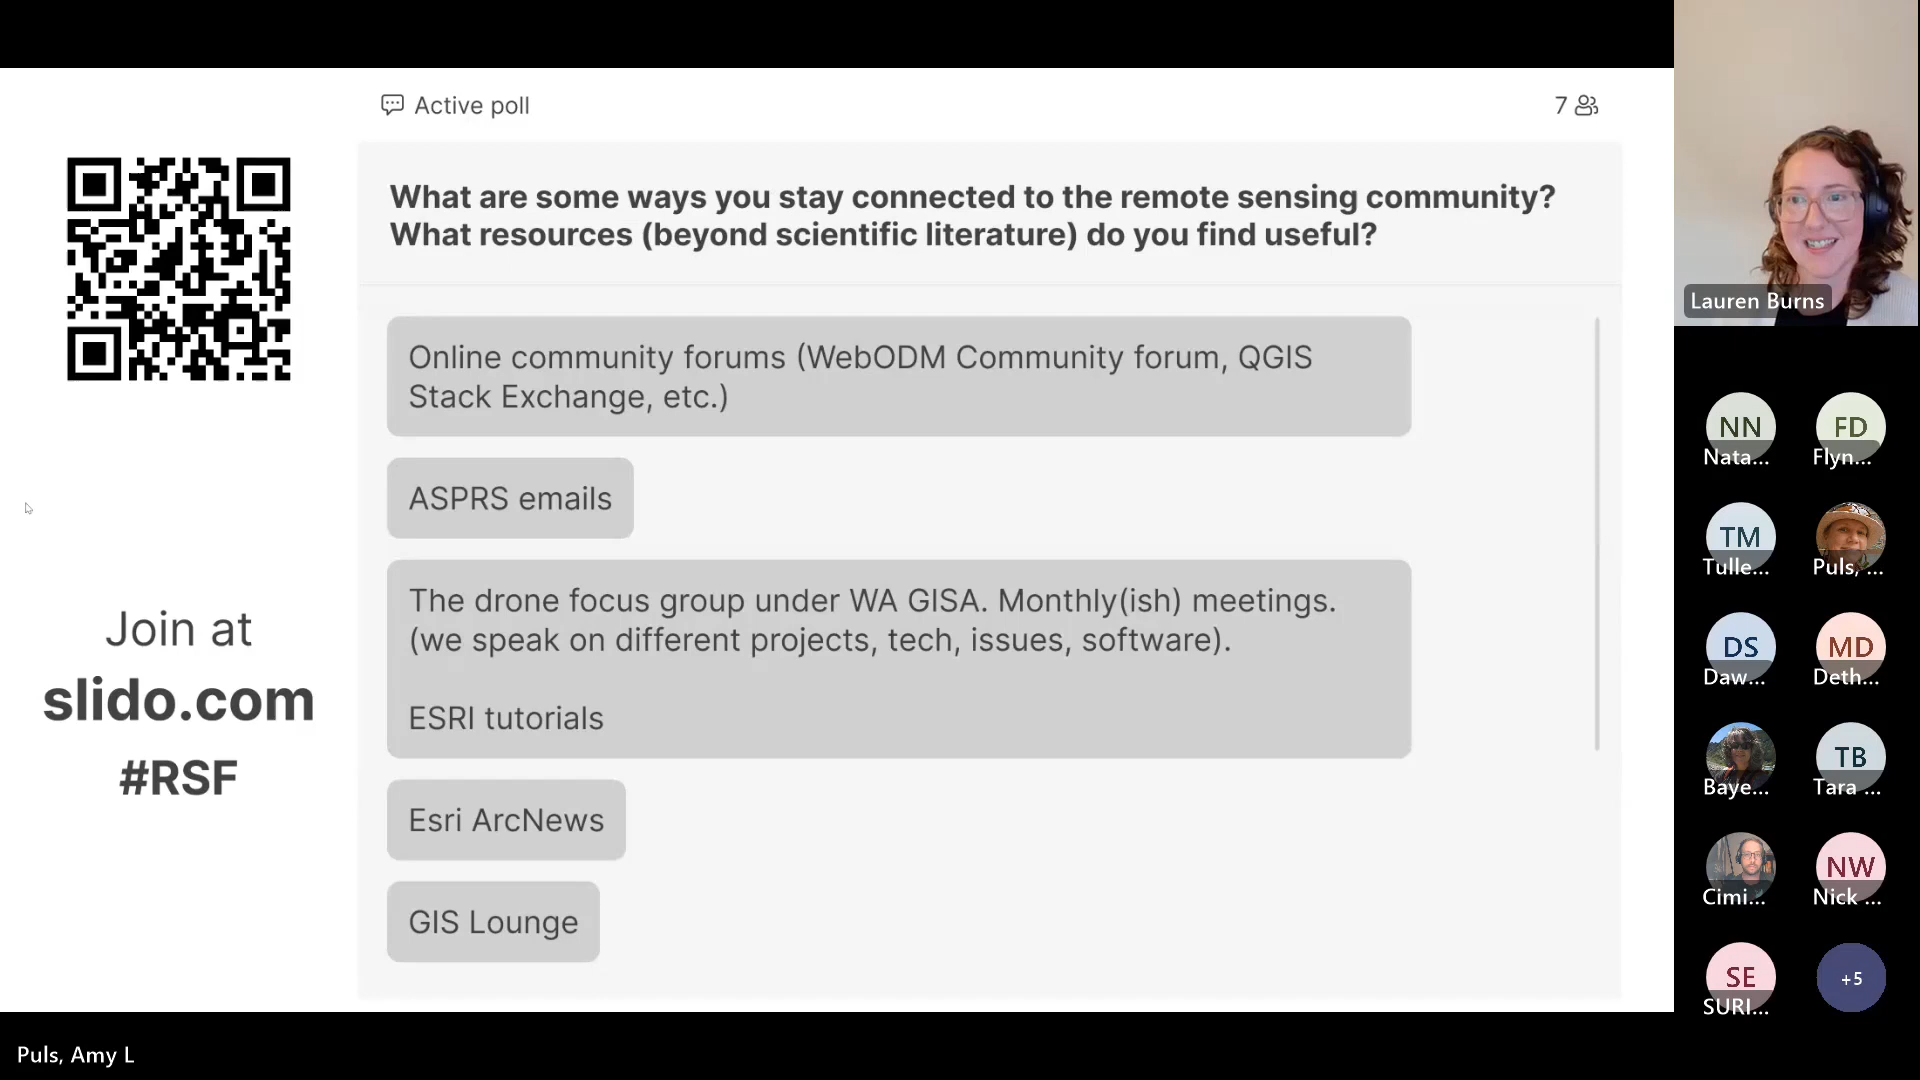 Active poll
7
What are some ways you stay connected to the remote sensing community?
What resources (beyond scientific literature) do you find useful?
Online community forums (WebODM Community forum, QGIS
Stack Exchange, etc.)
ASPRS emails
The drone focus group under WA GISA. Monthly(ish) meetings.
(we speak on different projects, tech, issues, software).
ESRI tutorials
Esri ArcNews
GIS Lounge
Join at
slido.com
#RSF
Lauren Burns
NN
Nata...
FD
Flyn...
TM
Tulle...
Puls, ...
DS
Daw...
MD
Deth...
Baye...
TB
Tara ...
Cimi...
NW
Nick ...
SE
SURI...
+5
Puls, Amy L